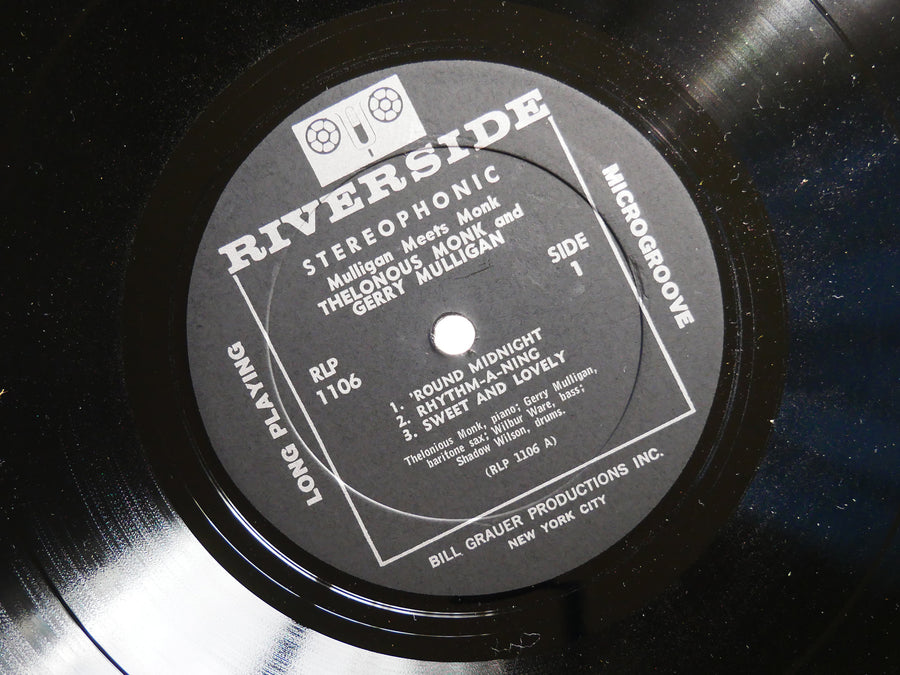 RIVERSIDE
STEREOPHONIC
Mulligan Meets Monk
THELONOUS MONK and
GERRY MULLIGAN
SIDE
1
RLP
1106
1. 'ROUND MIDNIGHT
2. RHYTHM-A-NING
3. SWEET AND LOVELY
Thelonious Monk, piano; Gerry Mulligan,
baritone sax; Wilbur Ware, bass;
Shadow Wilson, drums.
(RLP 1106 A)
LONG PLAYING
MICROGROOVE
BILL GRAUER PRODUCTIONS INC.
NEW YORK CITY